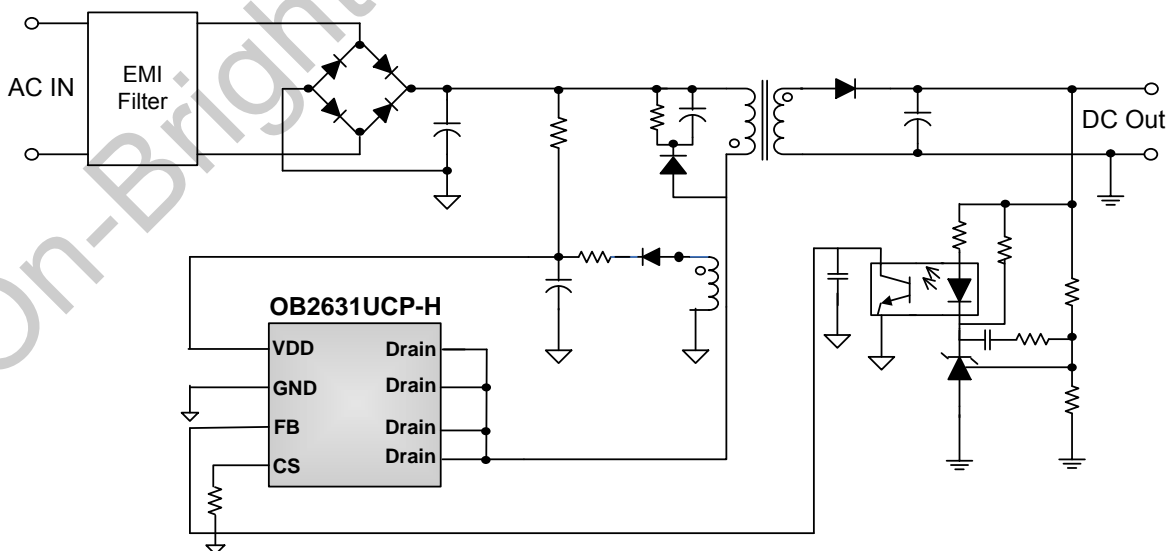 On-Bright
AC IN
EMI
Filter
DC Out
OB2631UCP-H
VDD
GND
FB
CS
Drain
Drain
Drain
Drain